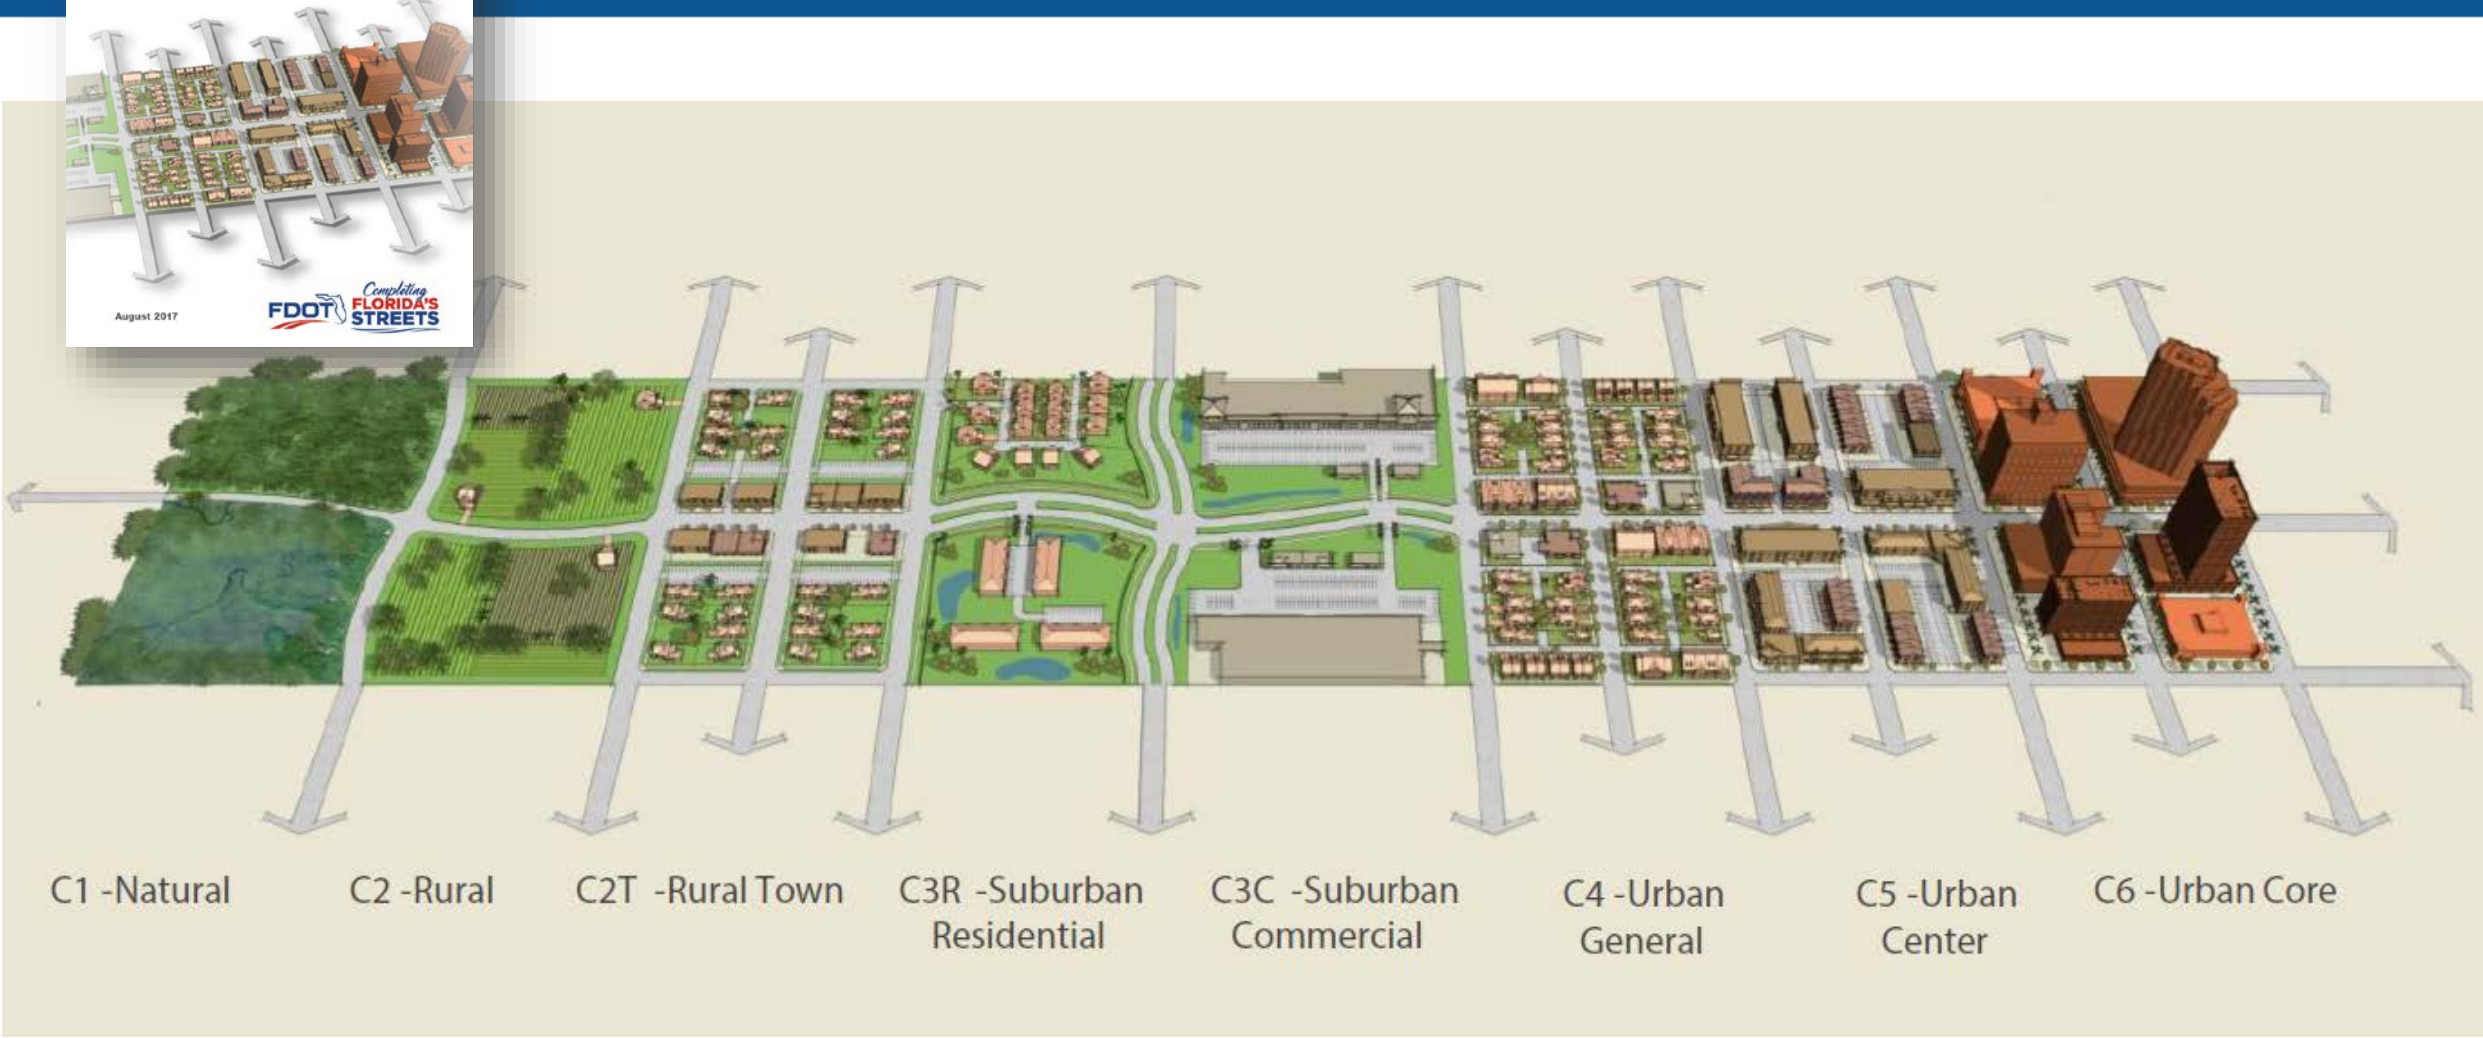 August 2017
FDOT
Completing
FLORIDA'S
STREETS
C1 -Natural
C2 -Rural
C2T -Rural Town
C3R -Suburban
Residential
C3C -Suburban
Commercial
C4 -Urban
General
C5 -Urban
Center
C6 -Urban Core